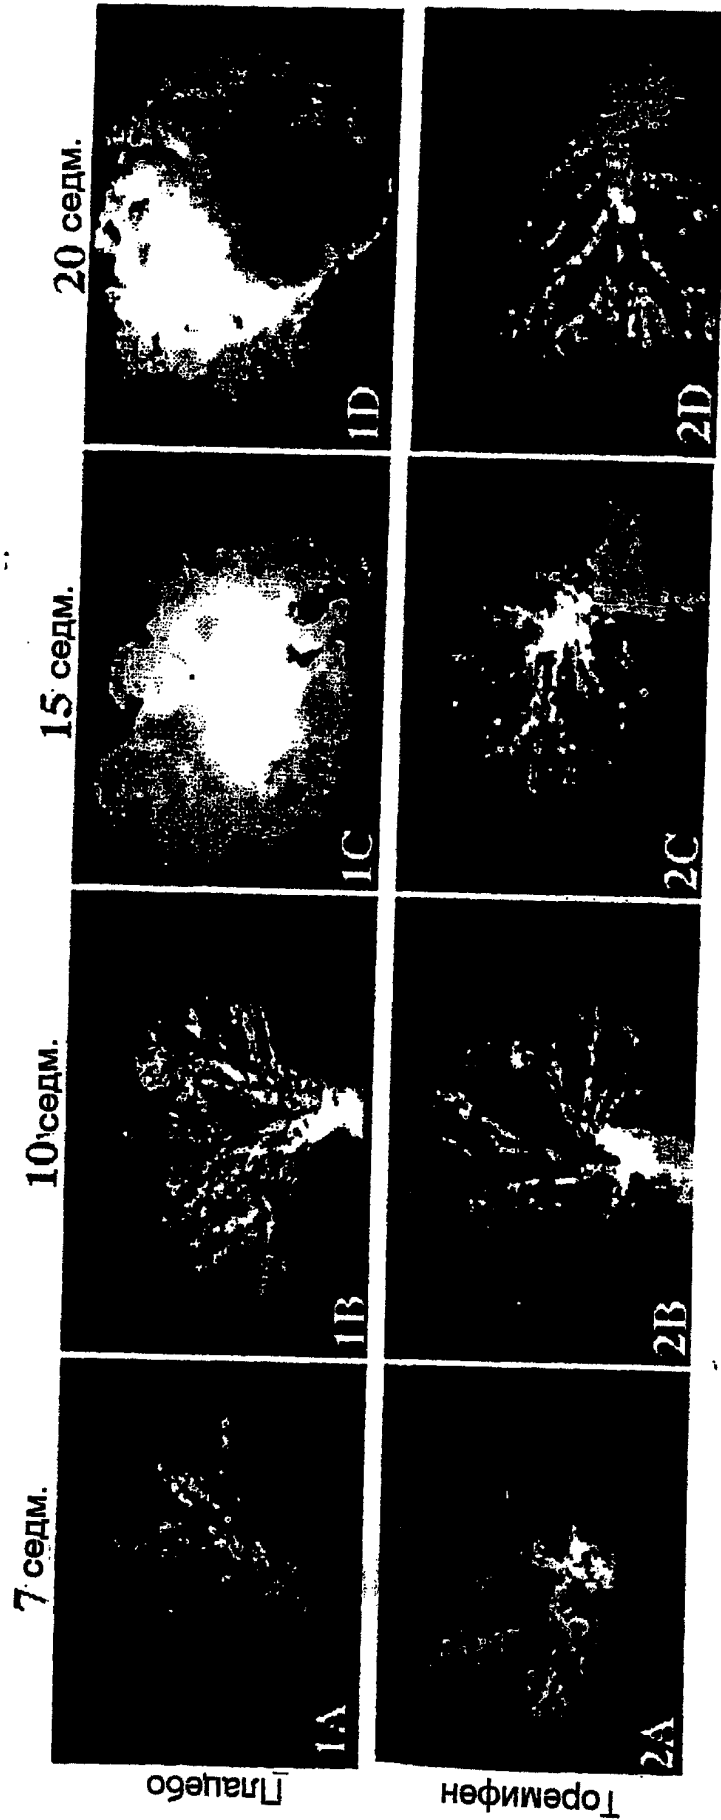 7 седм.
10 седм.
15 седм.
20 седм.
Плацебо
1A
1B
1C
1D
Торемифен
2A
2B
2C
2D